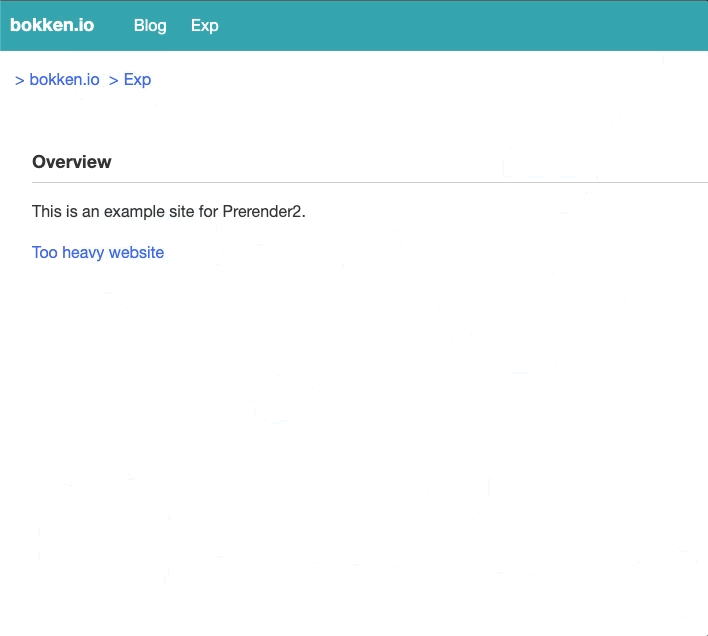 bokken.io Blog Exp
> bokken.io > Exp
Overview
This is an example site for Prerender2.
Too heavy website